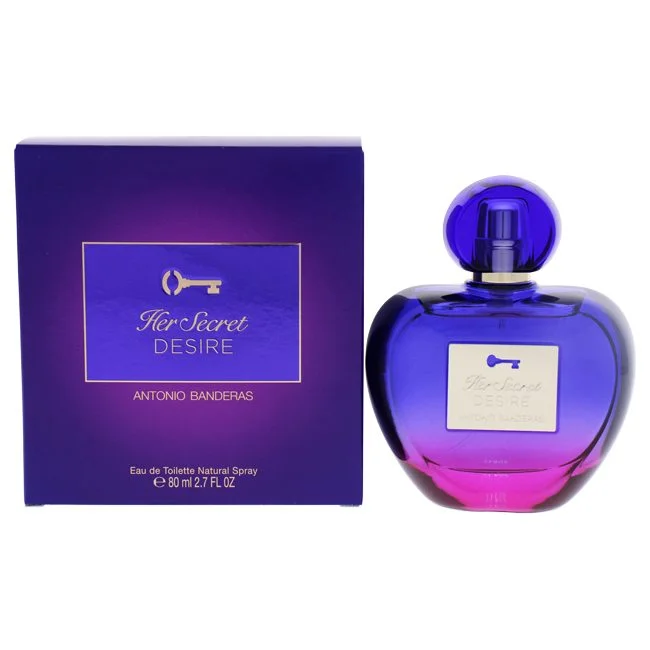 Her Secret
DESIRE
ANTONIO BANDERAS
Eau de Toilette Natural Spray
℮ 80 ml 2.7 FL OZ
Her Secret
DESIRE
ANTONIO BANDERAS